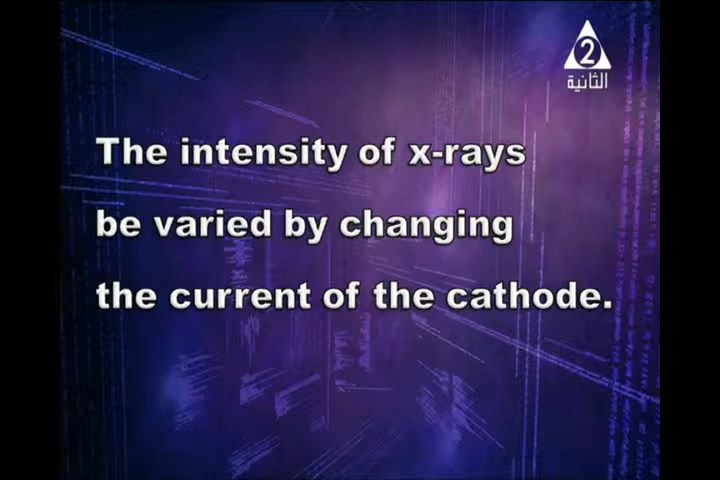 2
الثانية
The intensity of x-rays
be varied by changing
the current of the cathode.